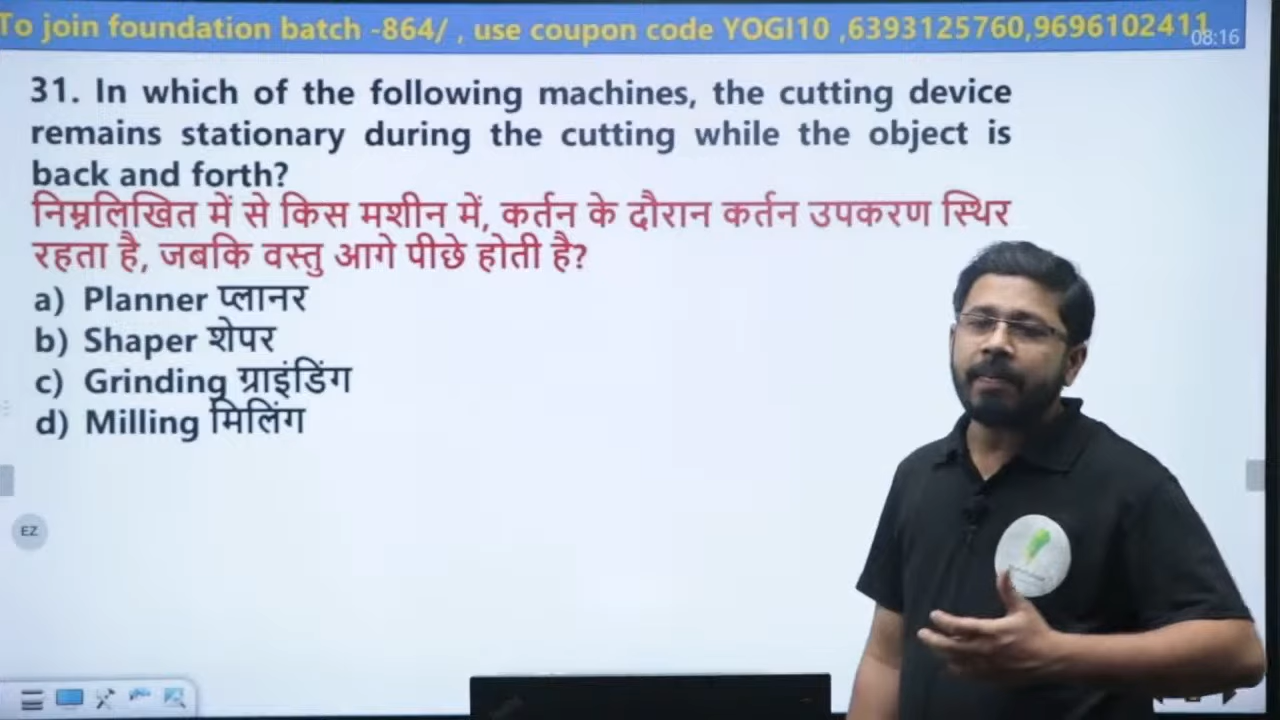 To join foundation batch -864/ , use coupon code YOGI10 ,6393125760,9696102411
08:16
31. In which of the following machines, the cutting device
remains stationary during the cutting while the object is
back and forth?
निम्नलिखित में से किस मशीन में, कर्तन के दौरान कर्तन उपकरण स्थिर
रहता है, जबकि वस्तु आगे पीछे होती है?
a) Planner प्लानर
b) Shaper शेपर
c) Grinding ग्राइंडिंग
d) Milling मिलिंग
EZ